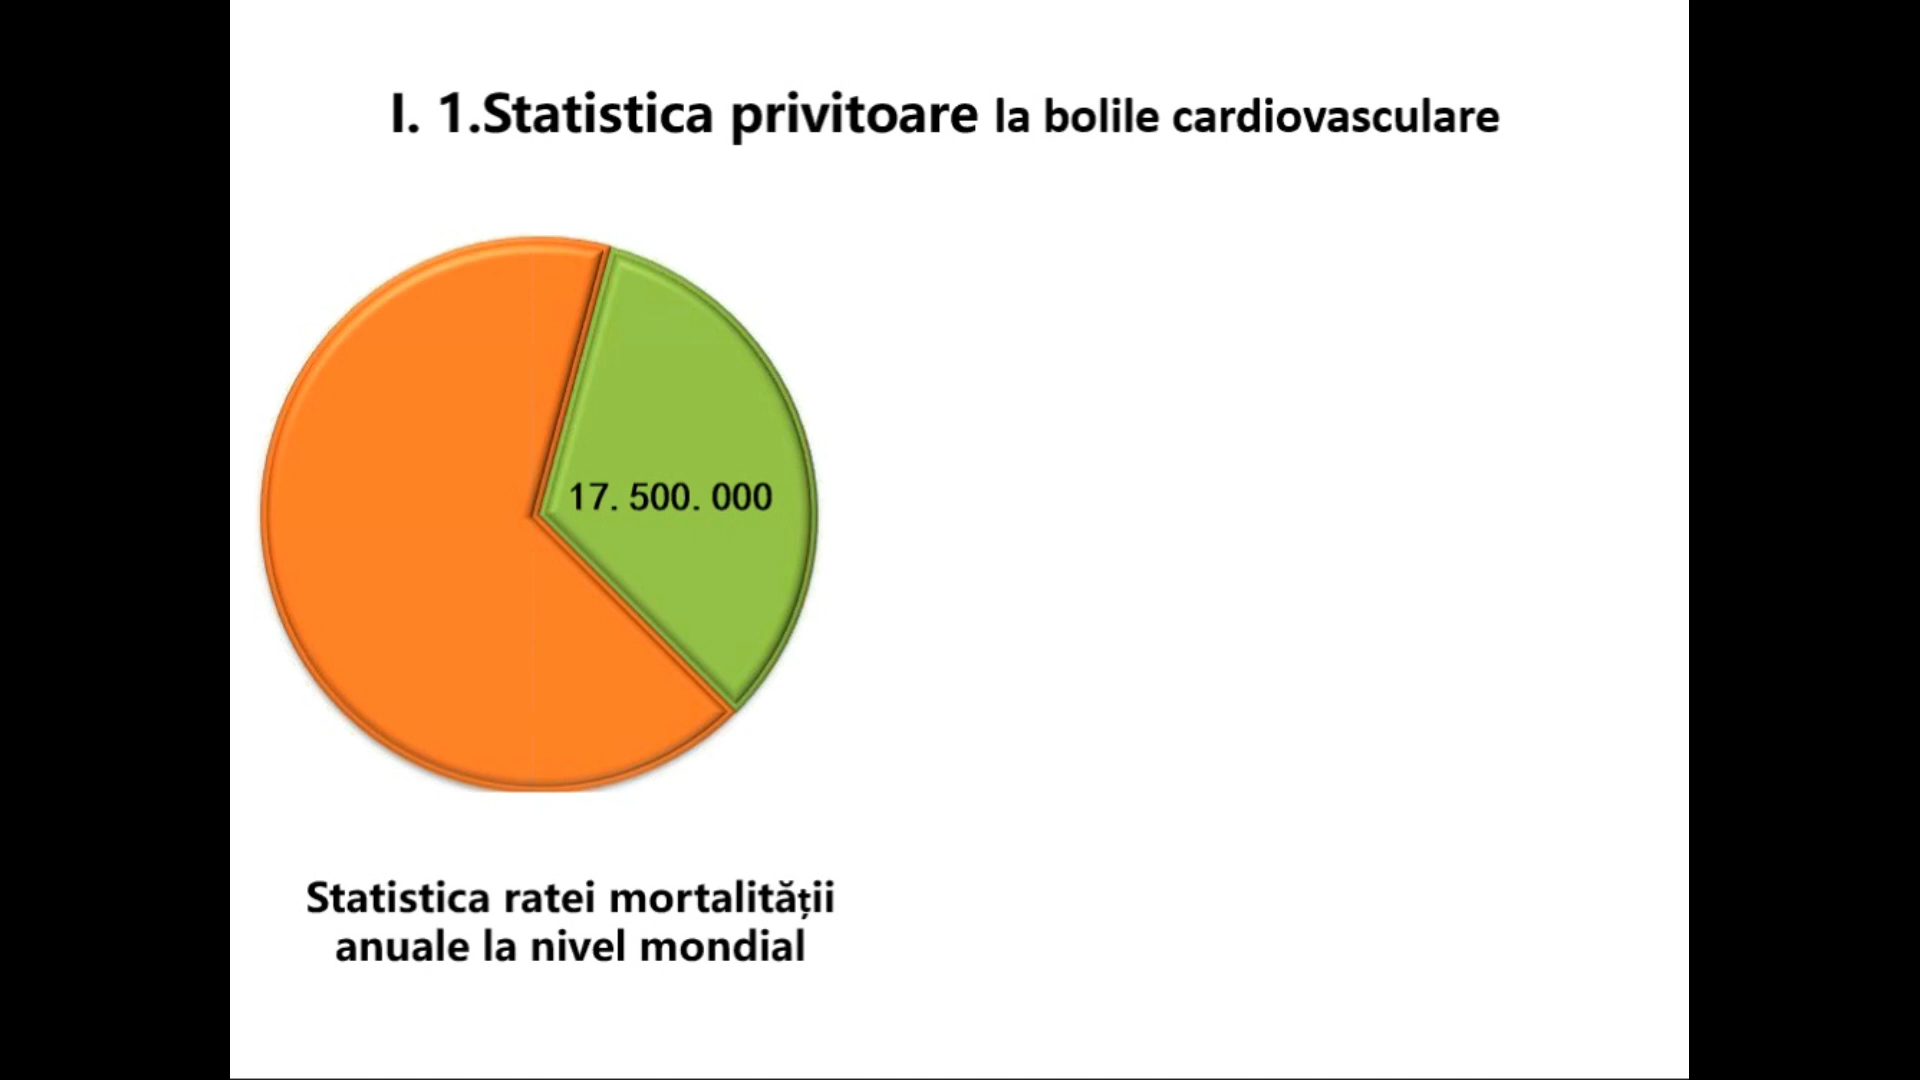 I. 1.Statistica privitoare la bolile cardiovasculare
17. 500. 000
Statistica ratei mortalității
anuale la nivel mondial